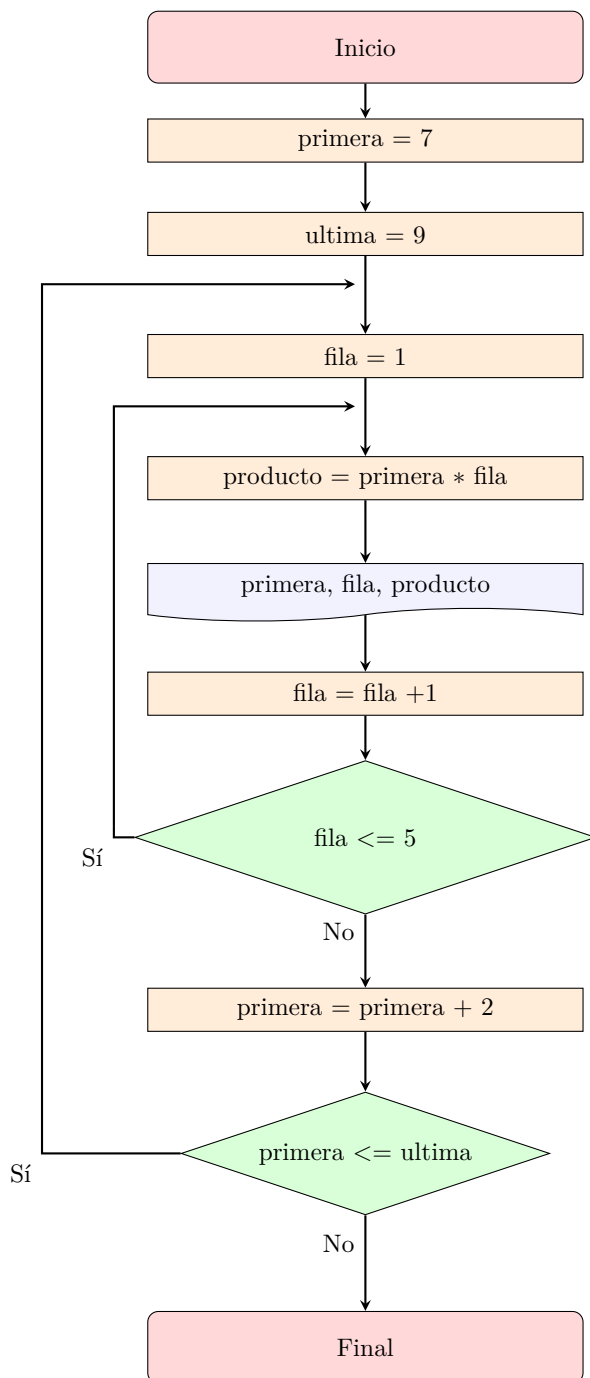 Inicio
primera = 7
ultima = 9
fila = 1
producto = primera * fila
primera, fila, producto
fila = fila +1
fila <= 5
Sí
No
primera = primera + 2
primera <= ultima
Sí
No
Final